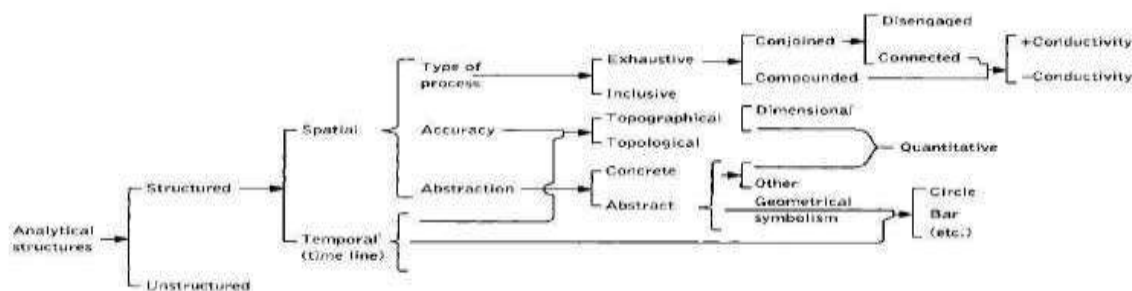 Disengaged
Conjoined
+Conductivity
Connected
Type of
process
Exhaustive
Compounded
−Conductivity
Inclusive
Topographical
Dimensional
Spatial
Accuracy
Topological
Quantitative
Concrete
Structured
Abstraction
Other
Abstract
Geometrical
symbolism
Circle
Bar
(etc.)
Analytical
structures
Temporal
(time line)
Unstructured